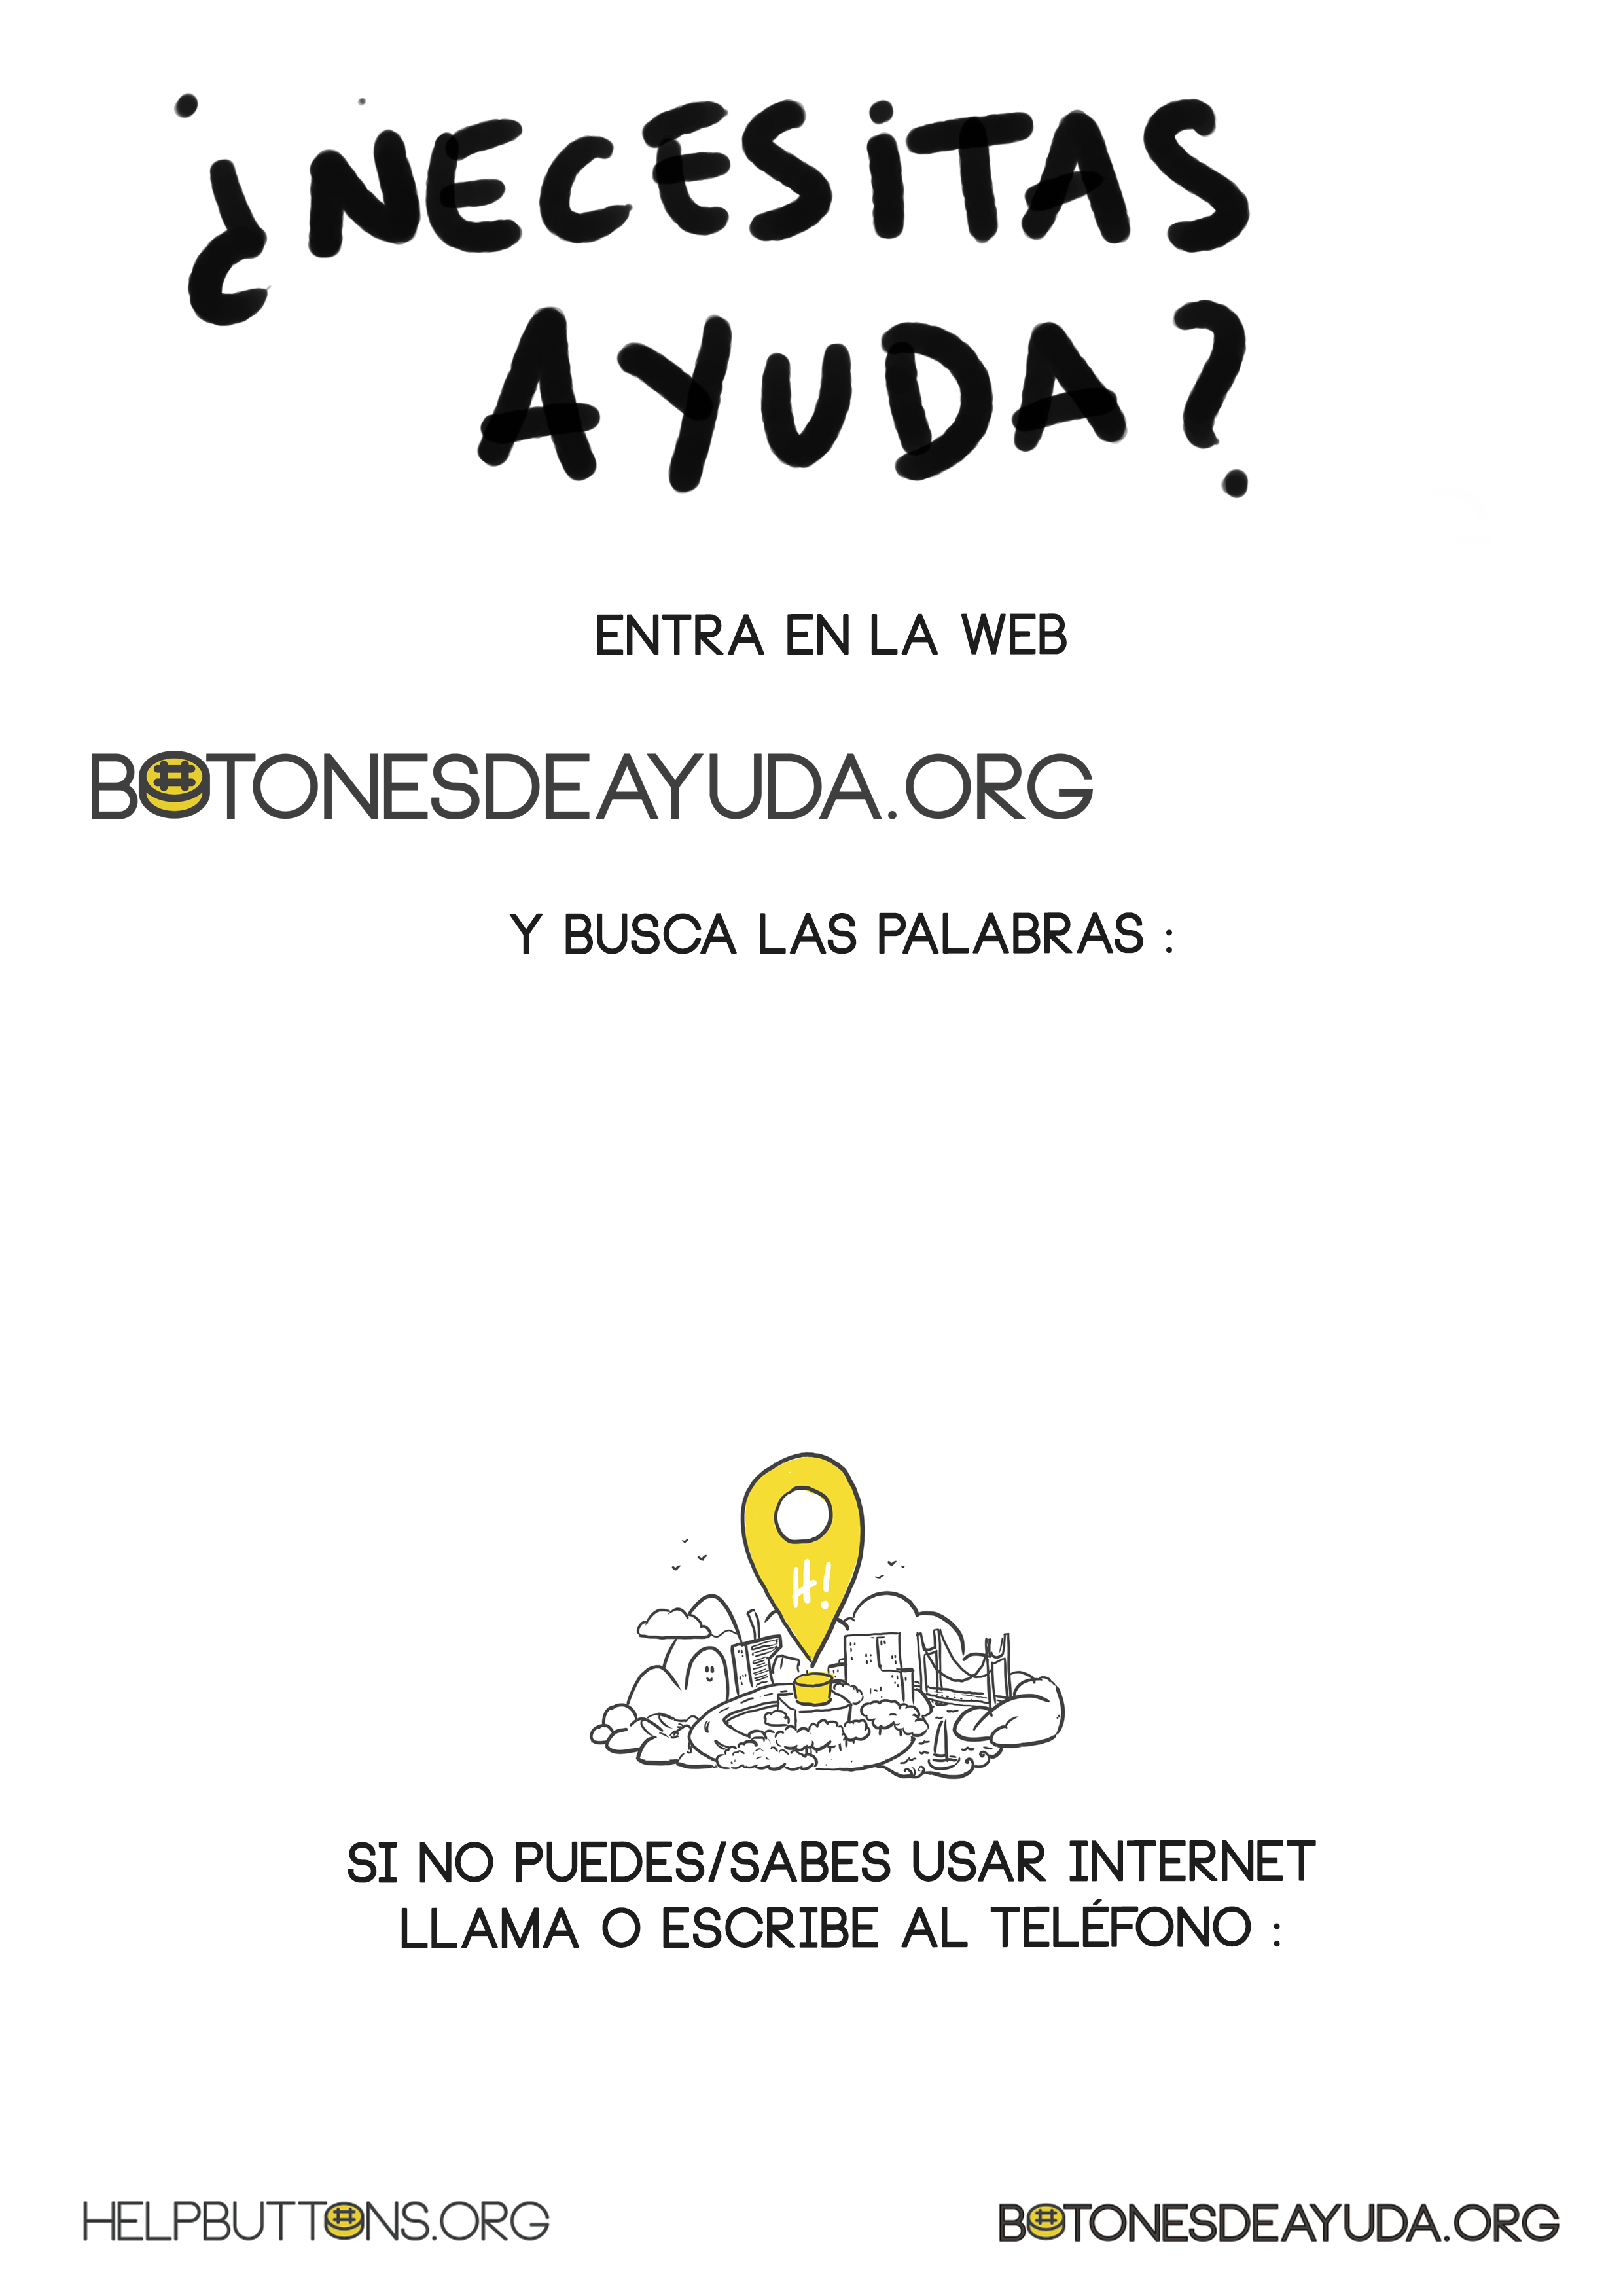 ¿NECESiTAS
AYUDA?
ENTRA EN LA WEB
BOTONESDEAYUDA.ORG
Y BUSCA LAS PALABRAS :
H!
SI NO PUEDES/SABES USAR INTERNET
LLAMA O ESCRIBE AL TELÉFONO :
HELPBUTTONS.ORG
BOTONESDEAYUDA.ORG